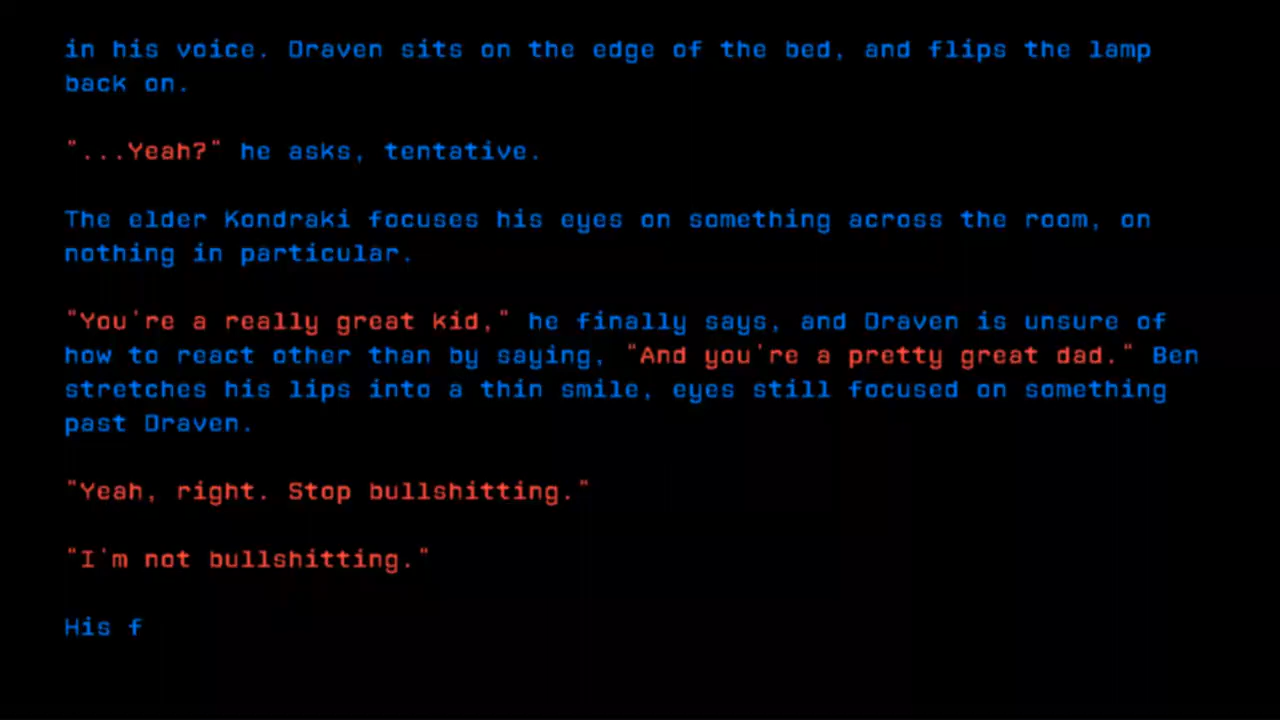 in his voice. Draven sits on the edge of the bed, and flips the lamp
back on.
"...Yeah?" he asks, tentative.
The elder Kondraki focuses his eyes on something across the room, on
nothing in particular.
"You're a really great kid," he finally says, and Draven is unsure of
how to react other than by saying, "And you're a pretty great dad." Ben
stretches his lips into a thin smile, eyes still focused on something
past Draven.
"Yeah, right. Stop bullshitting."
"I'm not bullshitting."
His f